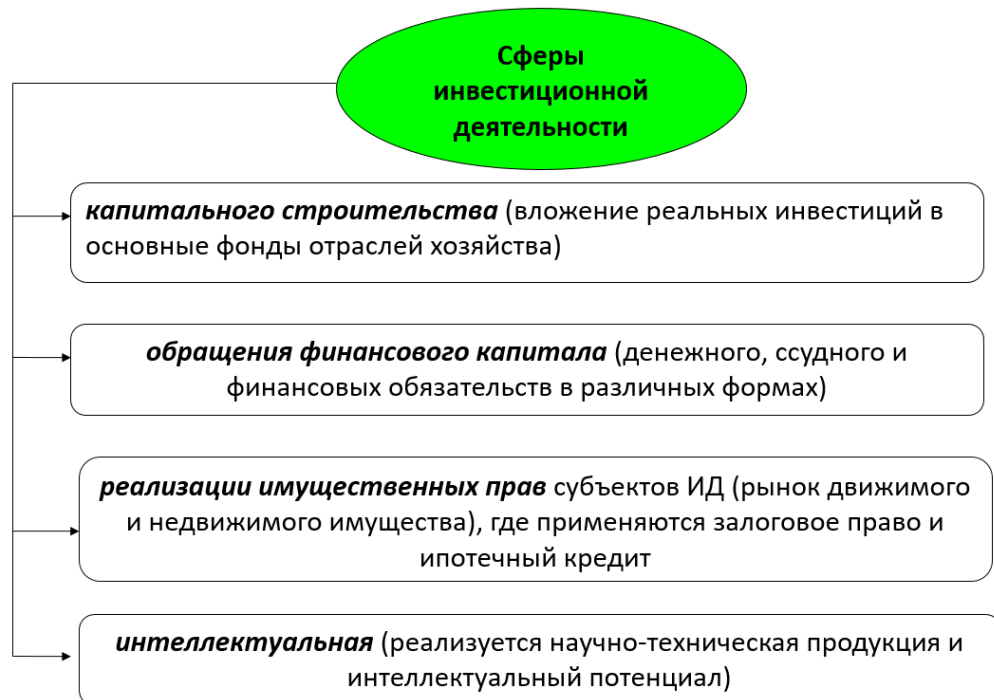 Сферы
инвестиционной
деятельности
капитального строительства (вложение реальных инвестиций в
основные фонды отраслей хозяйства)
обращения финансового капитала (денежного, ссудного и
финансовых обязательств в различных формах)
реализации имущественных прав субъектов ИД (рынок движимого
и недвижимого имущества), где применяются залоговое право и
ипотечный кредит
интеллектуальная (реализуется научно-техническая продукция и
интеллектуальный потенциал)